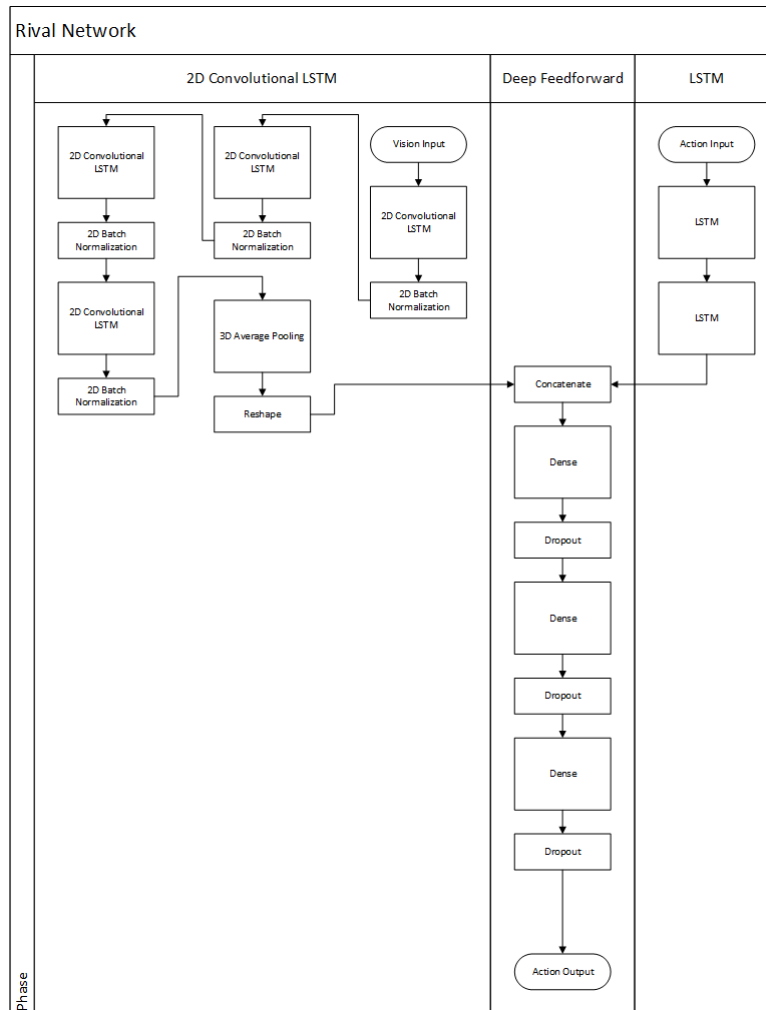 Rival Network
2D Convolutional LSTM
Deep Feedforward
LSTM
2D Convolutional
LSTM
2D Batch
Normalization
2D Convolutional
LSTM
2D Batch
Normalization
2D Convolutional
LSTM
2D Batch
Normalization
3D Average Pooling
Reshape
Vision Input
2D Convolutional
LSTM
2D Batch
Normalization
Concatenate
Dense
Dropout
Dense
Dropout
Dense
Dropout
Action Output
Action Input
LSTM
LSTM
Phase